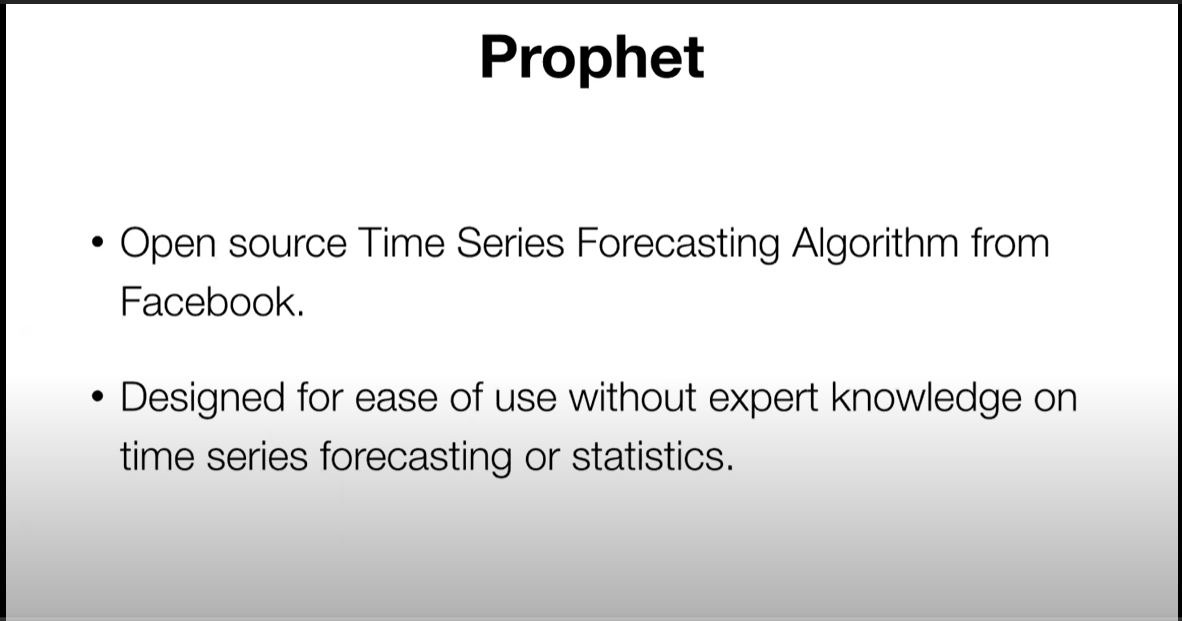 Prophet
• Open source Time Series Forecasting Algorithm from
Facebook.
• Designed for ease of use without expert knowledge on
time series forecasting or statistics.